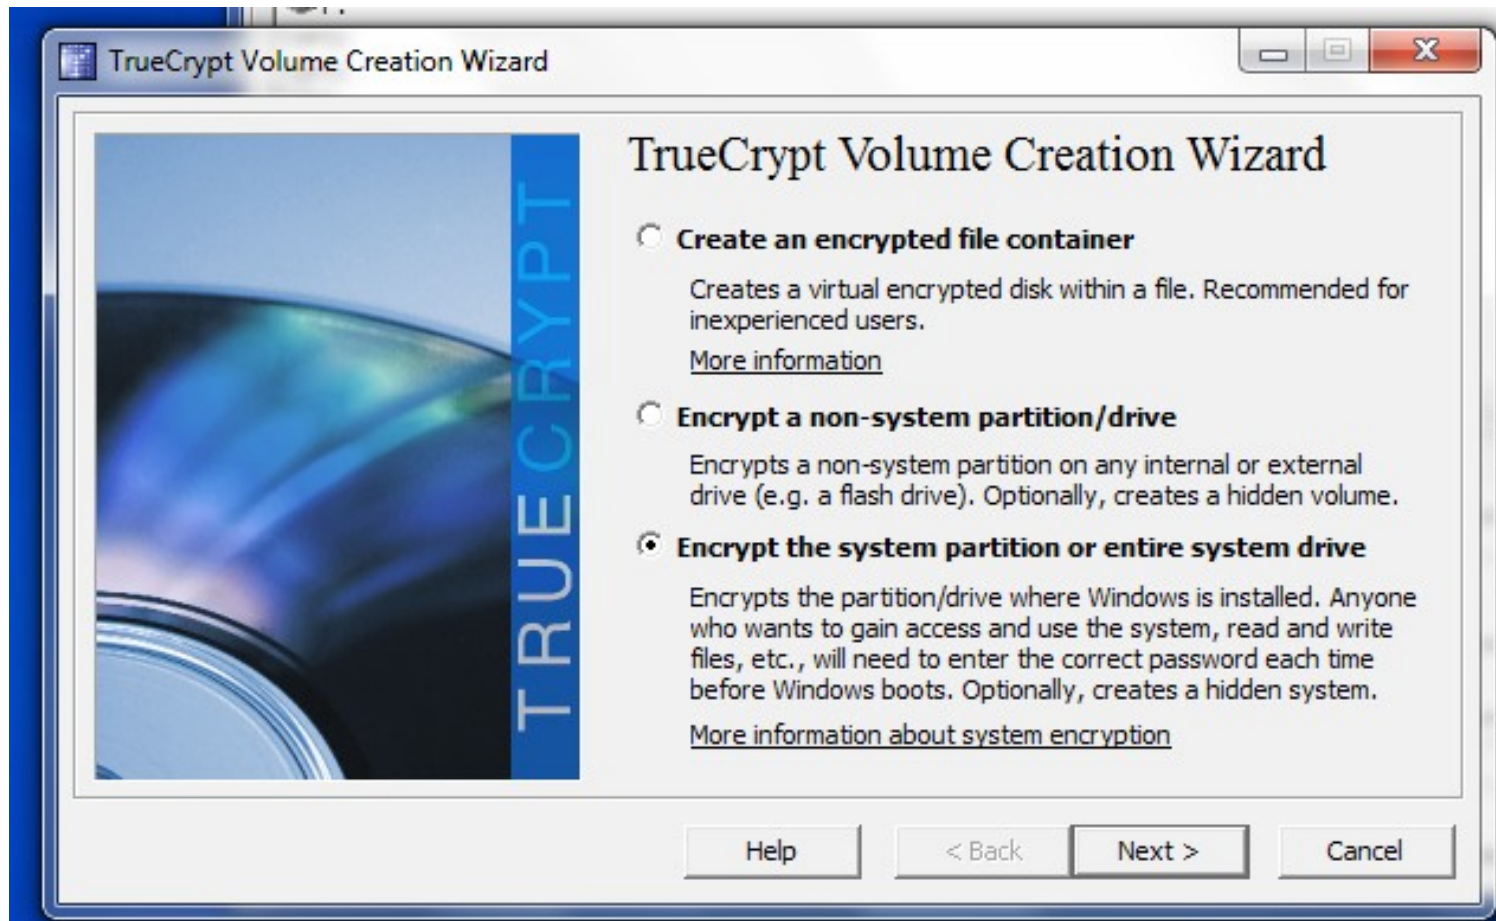 TrueCrypt Volume Creation Wizard
TRUECRYPT
TrueCrypt Volume Creation Wizard
Create an encrypted file container
Creates a virtual encrypted disk within a file. Recommended for
inexperienced users.
More information
Encrypt a non-system partition/drive
Encrypts a non-system partition on any internal or external
drive (e.g. a flash drive). Optionally, creates a hidden volume.
Encrypt the system partition or entire system drive
Encrypts the partition/drive where Windows is installed. Anyone
who wants to gain access and use the system, read and write
files, etc., will need to enter the correct password each time
before Windows boots. Optionally, creates a hidden system.
More information about system encryption
Help
< Back
Next >
Cancel